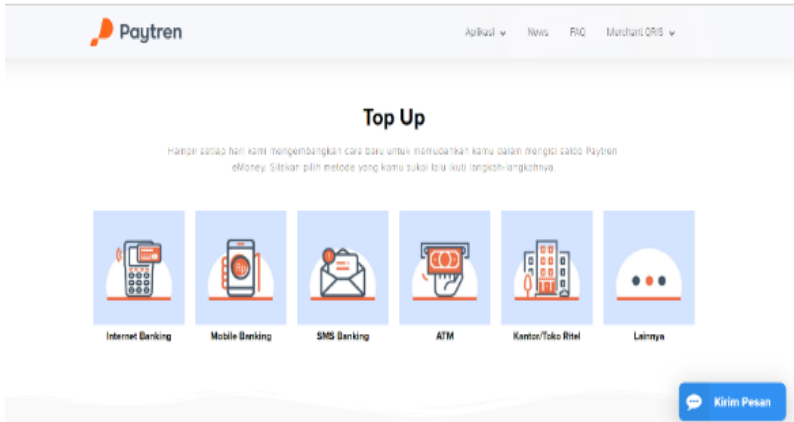 Paytren
Aplikasi News FAQ Merchant QRIS
Top Up
Hampir setiap hari kami mengembangkan cara baru untuk memudahkan kamu dalam mengisi saldo Paytren
eMoney. Silakan pilih metode yang kamu sukai lalu ikuti langkah-langkahnya.
Internet Banking
Mobile Banking
SMS Banking
ATM
Kantor/Toko Ritel
Lainnya
Kirim Pesan